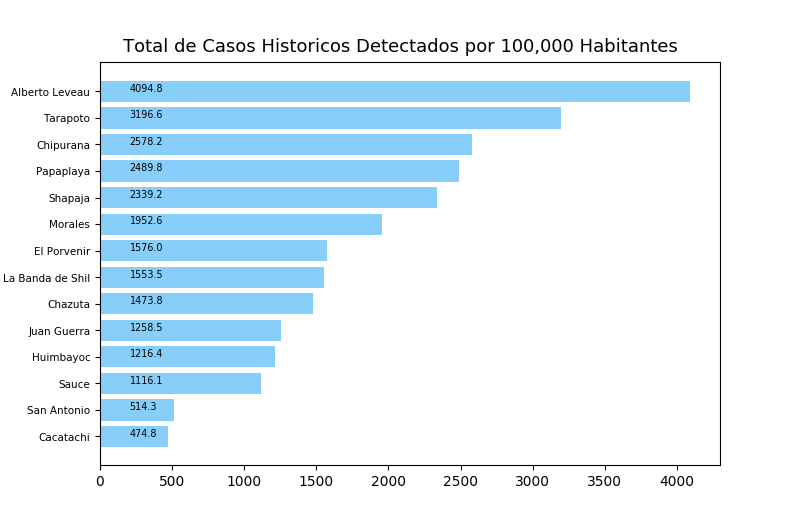 Total de Casos Historicos Detectados por 100,000 Habitantes
Alberto Leveau 4094.8
Tarapoto 3196.6
Chipurana 2578.2
Papaplaya 2489.8
Shapaja 2339.2
Morales 1952.6
El Porvenir 1576.0
La Banda de Shil 1553.5
Chazuta 1473.8
Juan Guerra 1258.5
Huimbayoc 1216.4
Sauce 1116.1
San Antonio 514.3
Cacatachi 474.8
0 500 1000 1500 2000 2500 3000 3500 4000